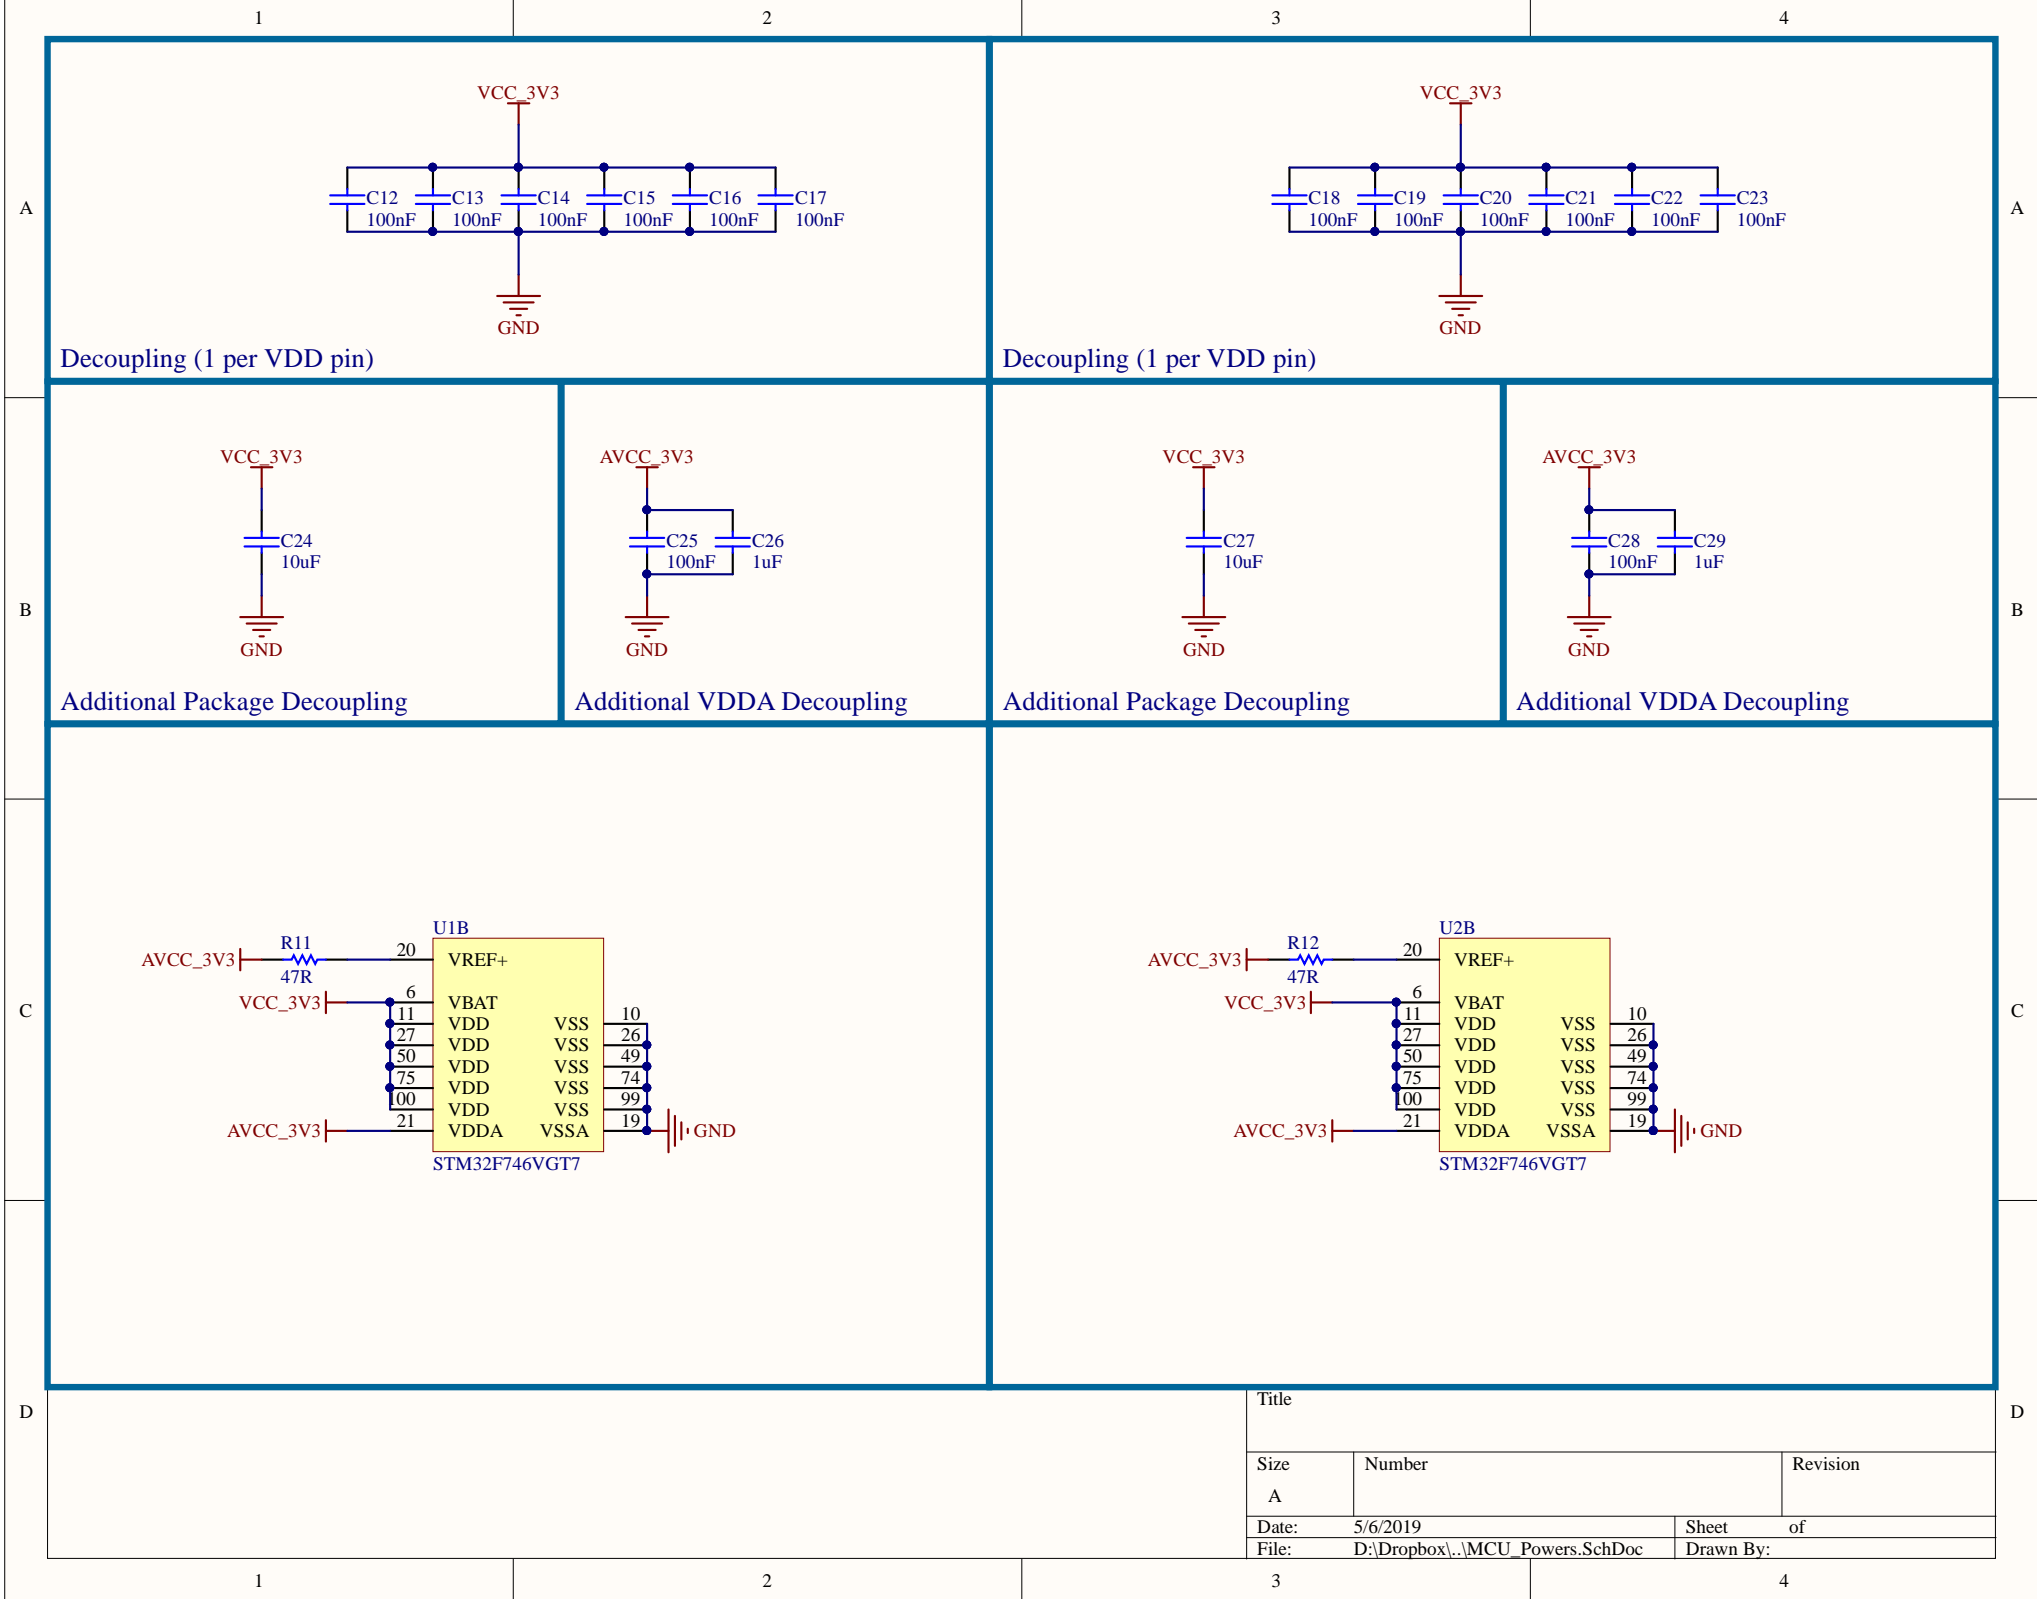 1 2 3 4
A A
VCC_3V3 VCC_3V3
C12 C13 C14 C15 C16 C17 C18 C19 C20 C21 C22 C23
100nF 100nF 100nF 100nF 100nF 100nF 100nF 100nF 100nF 100nF 100nF 100nF
GND GND
Decoupling (1 per VDD pin) Decoupling (1 per VDD pin)
VCC_3V3 AVCC_3V3 VCC_3V3 AVCC_3V3
C24 C25 C26 C27 C28 C29
10uF 100nF 1uF 10uF 100nF 1uF
B B
GND GND GND GND
Additional Package Decoupling Additional VDDA Decoupling Additional Package Decoupling Additional VDDA Decoupling
C C
U1B
AVCC_3V3 R11 20 VREF+
47R
VCC_3V3 6 VBAT
11 VDD VSS 10
27 VDD VSS 26
50 VDD VSS 49
75 VDD VSS 74
100 VDD VSS 99
AVCC_3V3 21 VDDA VSSA 19 GND
STM32F746VGT7
U2B
AVCC_3V3 R12 20 VREF+
47R
VCC_3V3 6 VBAT
11 VDD VSS 10
27 VDD VSS 26
50 VDD VSS 49
75 VDD VSS 74
100 VDD VSS 99
AVCC_3V3 21 VDDA VSSA 19 GND
STM32F746VGT7
D D
Title
Size Number Revision
A
Date: 5/6/2019 Sheet of
File: D:\Dropbox\..\MCU_Powers.SchDoc Drawn By:
1 2 3 4